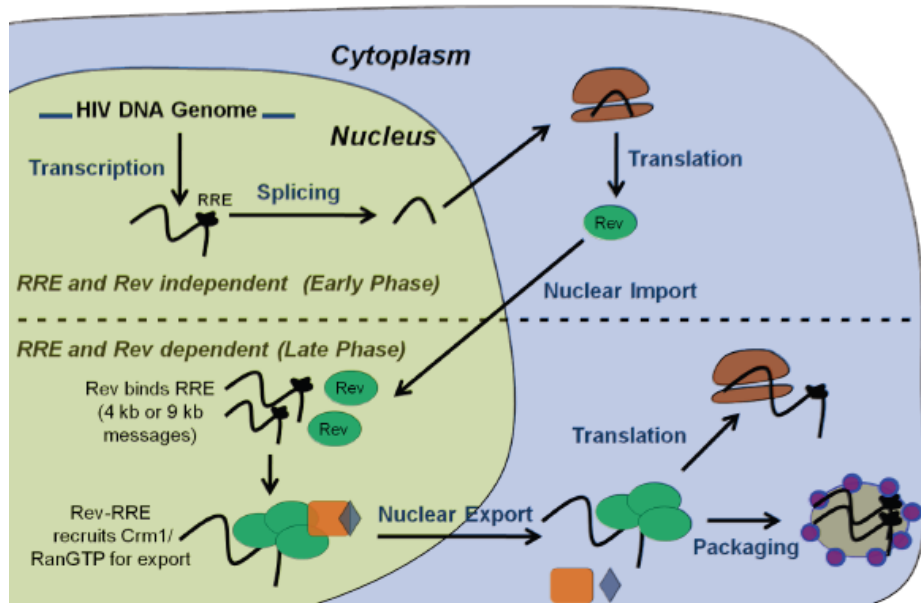 Cytoplasm
HIV DNA Genome
Nucleus
Transcription
Splicing
RRE
Translation
Rev
RRE and Rev independent (Early Phase)
Nuclear Import
RRE and Rev dependent (Late Phase)
Rev binds RRE
(4 kb or 9 kb
messages)
Rev
Rev
Translation
Rev-RRE
recruits Crm1/
RanGTP for export
Nuclear Export
Packaging